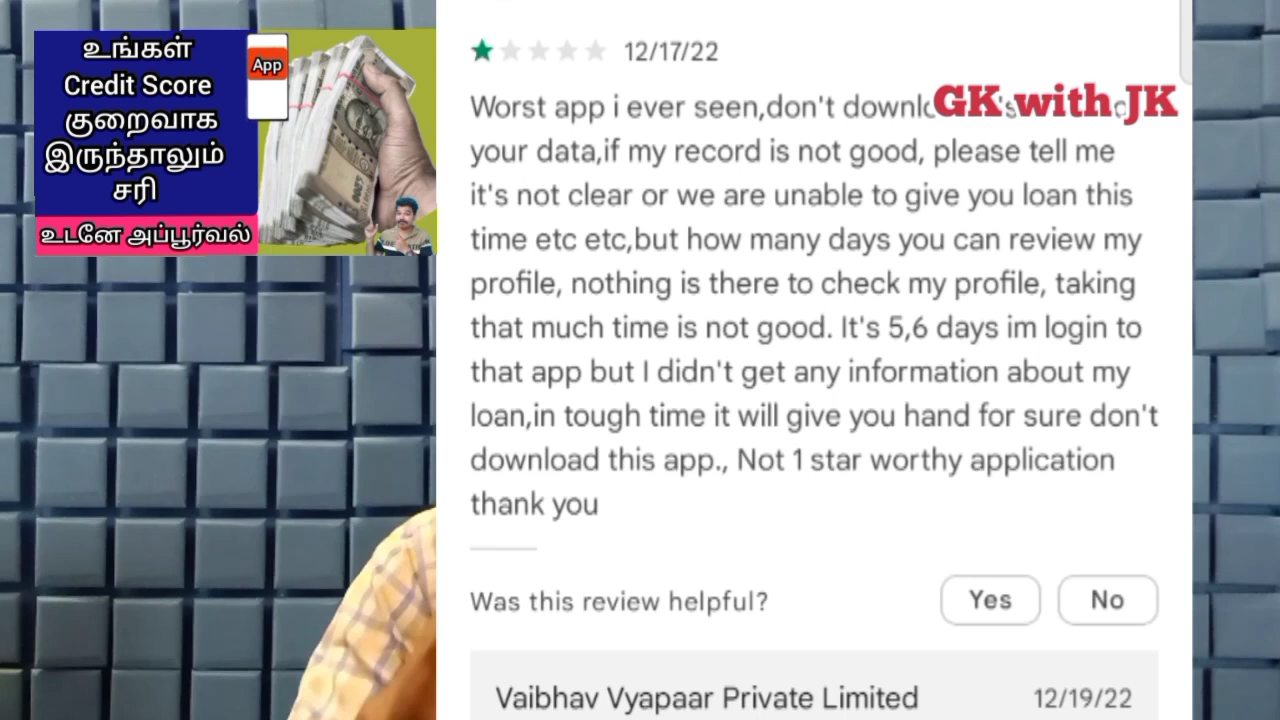 உங்கள்
Credit Score
குறைவாக
இருந்தாலும்
சரி
உடனே அப்பூர்வல்
App
12/17/22
GK with JK
Worst app i ever seen,don't
your data,if my record is not good, please tell me
it's not clear or we are unable to give you loan this
time etc etc,but how many days you can review my
profile, nothing is there to check my profile, taking
that much time is not good. It's 5,6 days im login to
that app but I didn't get any information about my
loan,in tough time it will give you hand for sure don't
download this app., Not 1 star worthy application
thank you
Was this review helpful?
Yes
No
Vaibhav Vyapaar Private Limited
12/19/22